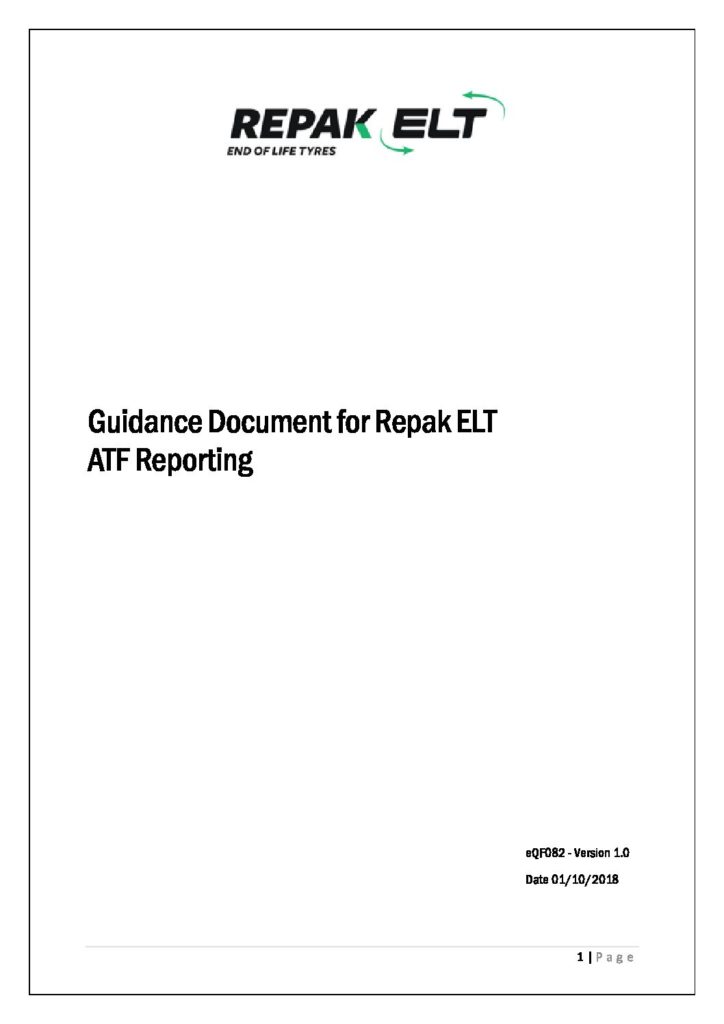 REPAK ELT
END OF LIFE TYRES
Guidance Document for Repak ELT
ATF Reporting
eQF082 - Version 1.0
Date 01/10/2018
1 | Page